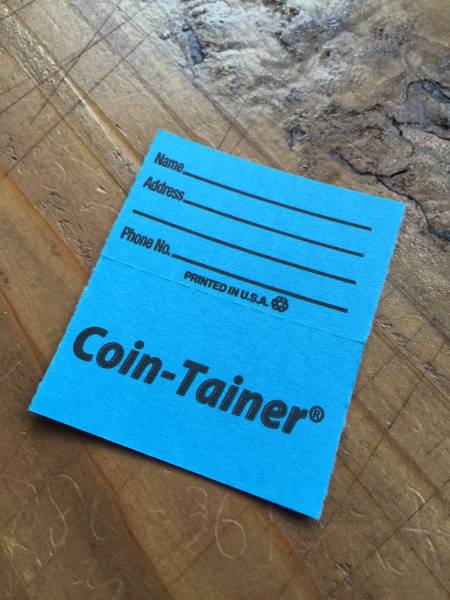 Name
Address
Phone No.
PRINTED IN U.S.A.
Coin-Tainer®